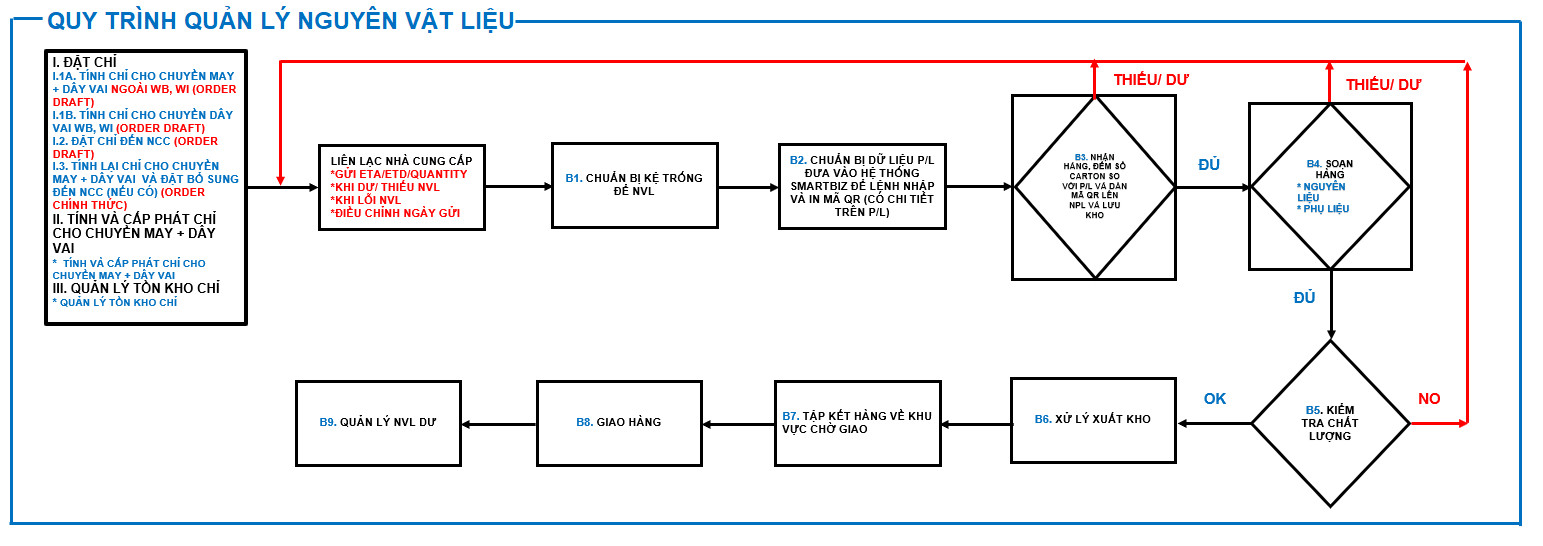 QUY TRÌNH QUẢN LÝ NGUYÊN VẬT LIỆU
I. ĐẶT CHỈ
I.1A. TÍNH CHỈ CHO CHUYỀN MAY
+ DÂY VAI NGOÀI WB, WI (ORDER
DRAFT)
I.1B. TÍNH CHỈ CHO CHUYỀN DÂY
VAI WB, WI (ORDER DRAFT)
I.2. ĐẶT CHỈ ĐẾN NCC (ORDER
DRAFT)
I.3. TÍNH LẠI CHỈ CHO CHUYỀN
MAY + DÂY VAI VÀ ĐẶT BỔ SUNG
ĐẾN NCC (NẾU CÓ) (ORDER
CHÍNH THỨC)
II. TÍNH VÀ CẤP PHÁT CHỈ
CHO CHUYỀN MAY + DÂY
VAI
* TÍNH VÀ CẤP PHÁT CHỈ CHO
CHUYỀN MAY + DÂY VAI
III. QUẢN LÝ TỒN KHO CHỈ
* QUẢN LÝ TỒN KHO CHỈ
LIÊN LẠC NHÀ CUNG CẤP
*GỬI ETA/ETD/QUANTITY
*KHI DƯ/ THIẾU NVL
*KHI LỖI NVL
*ĐIỀU CHỈNH NGÀY GỬI
B1. CHUẨN BỊ KỆ TRỐNG
ĐỂ NVL
B2. CHUẨN BỊ DỮ LIỆU P/L
ĐƯA VÀO HỆ THỐNG
SMARTBIZ ĐỂ LỆNH NHẬP
VÀ IN MÃ QR (CÓ CHI TIẾT
TRÊN P/L)
THIẾU/ DƯ
B3. NHẬN
HÀNG, ĐẾM SỐ
CARTON SO
VỚI P/L VÀ DÁN
MÃ QR LÊN
NPL VÀ LƯU
KHO
ĐỦ
THIẾU/ DƯ
B4. SOẠN
HÀNG
* NGUYÊN
LIỆU
* PHỤ LIỆU
ĐỦ
B5. KIỂM
TRA CHẤT
LƯỢNG
NO
OK
B6. XỬ LÝ XUẤT KHO
B7. TẬP KẾT HÀNG VỀ KHU
VỰC CHỜ GIAO
B8. GIAO HÀNG
B9. QUẢN LÝ NVL DƯ